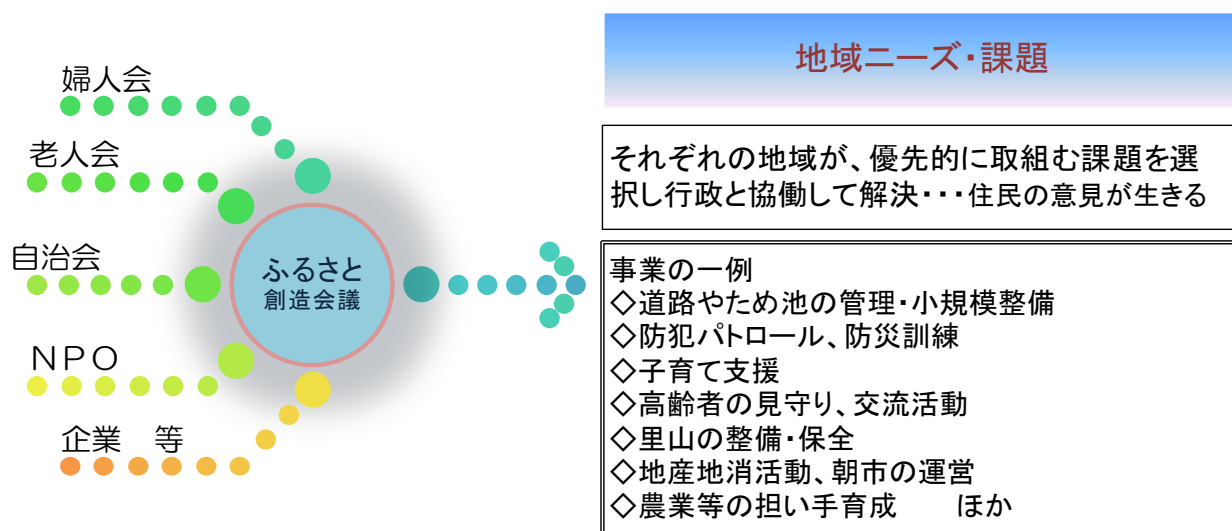 婦人会
老人会
自治会
NPO
企業　等
ふるさと
創造会議
地域ニーズ・課題
それぞれの地域が、優先的に取組む課題を選
択し行政と協働して解決・・・住民の意見が生きる
事業の一例
◇道路やため池の管理・小規模整備
◇防犯パトロール、防災訓練
◇子育て支援
◇高齢者の見守り、交流活動
◇里山の整備・保全
◇地産地消活動、朝市の運営
◇農業等の担い手育成　　ほか